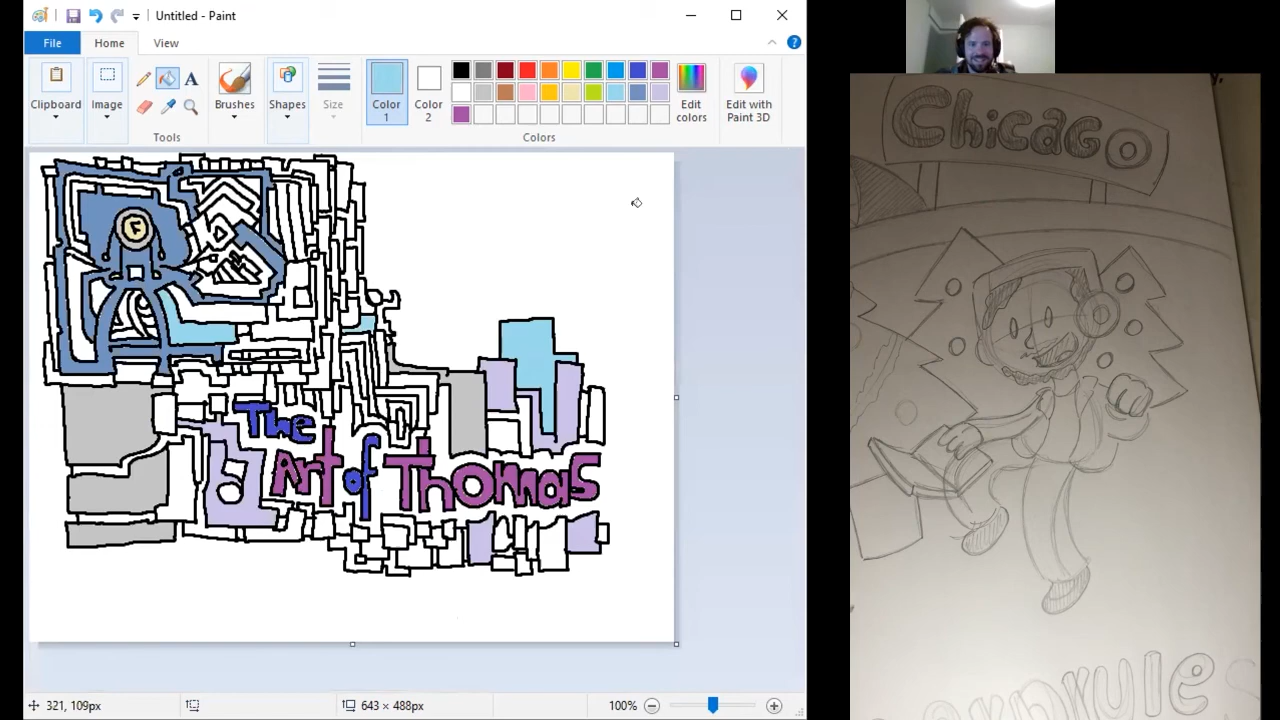 Untitled - Paint
File
Home
View
Clipboard
Image
Tools
Brushes
Shapes
Size
Color 1
Color 2
Edit colors
Edit with Paint 3D
Colors
The
Art of Thomas
Chicago
321, 109px
643 × 488px
100%